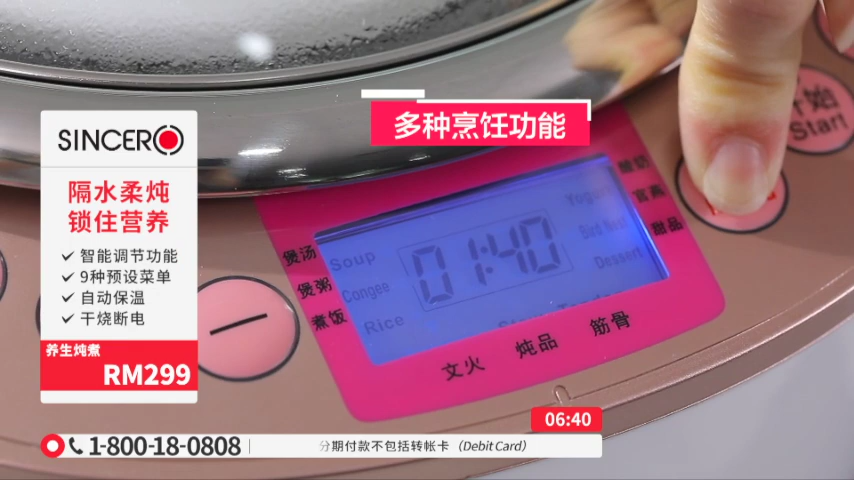 多种烹饪功能
SINCERO
隔水柔炖
锁住营养
智能调节功能
9种预设菜单
自动保温
干烧断电
养生炖煮
RM299
煲汤 Soup
煲粥 Congee
煮饭 Rice
01:40
酸奶
Bird Nest
甜品 Dessert
文火 炖品 筋骨
开始
Start
06:40
1-800-18-0808
分期付款不包括转帐卡 (Debit Card)